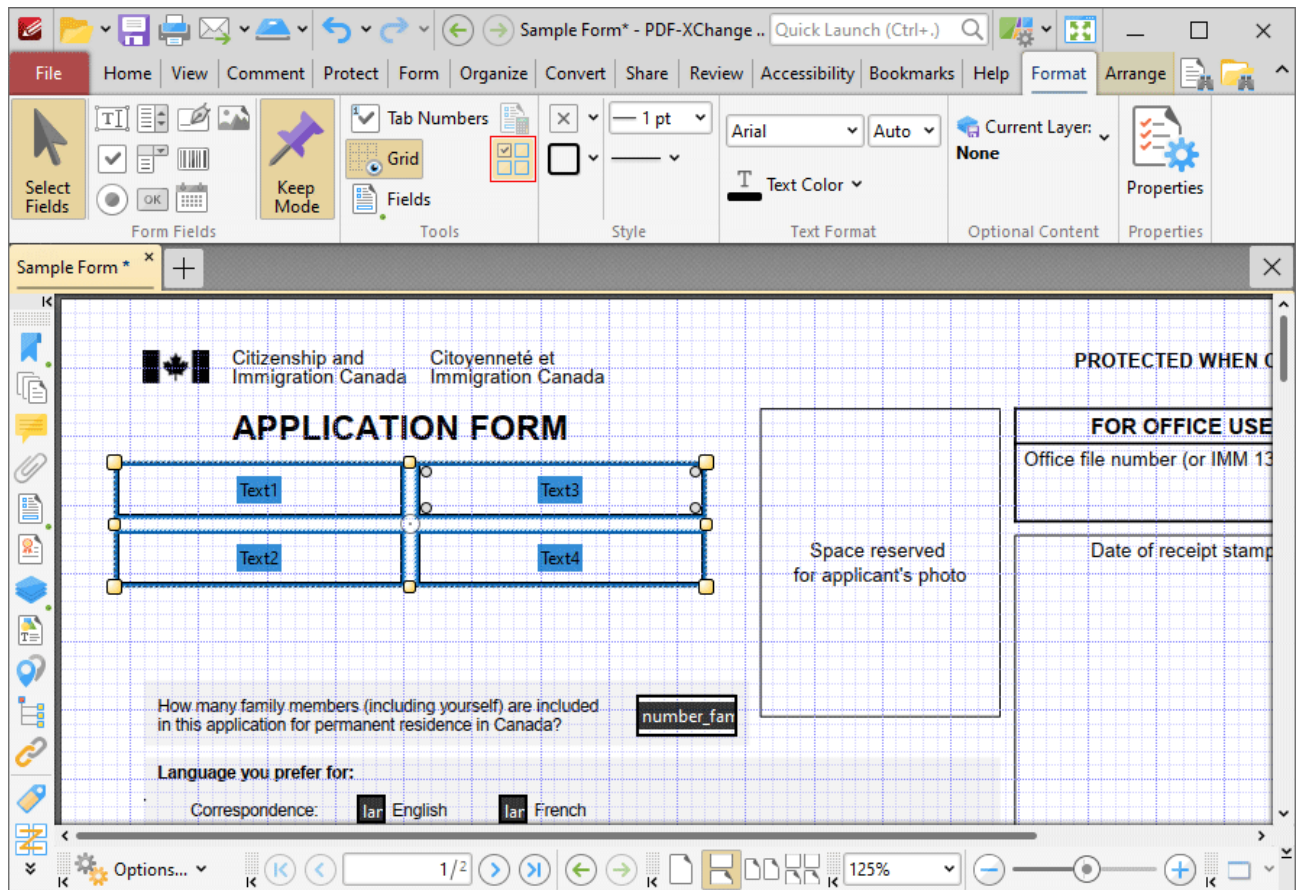 Sample Form* - PDF-XChange ..
Quick Launch (Ctrl+.)
File
Home
View
Comment
Protect
Form
Organize
Convert
Share
Review
Accessibility
Bookmarks
Help
Format
Arrange
Select
Fields
OK
Keep
Mode
Tab Numbers
Grid
Fields
1 pt
Arial
Auto
Text Color
Current Layer:
None
Properties
Form Fields
Tools
Style
Text Format
Optional Content
Properties
Sample Form *
Citizenship and
Immigration Canada
Citoyenneté et
Immigration Canada
PROTECTED WHEN C
APPLICATION FORM
FOR OFFICE USE
Office file number (or IMM 13
Text1
Text3
Text2
Text4
Space reserved
for applicant's photo
Date of receipt stamp
How many family members (including yourself) are included
in this application for permanent residence in Canada?
number_fam
Language you prefer for:
Correspondence:
lar
English
lar
French
Options...
1/2
125%